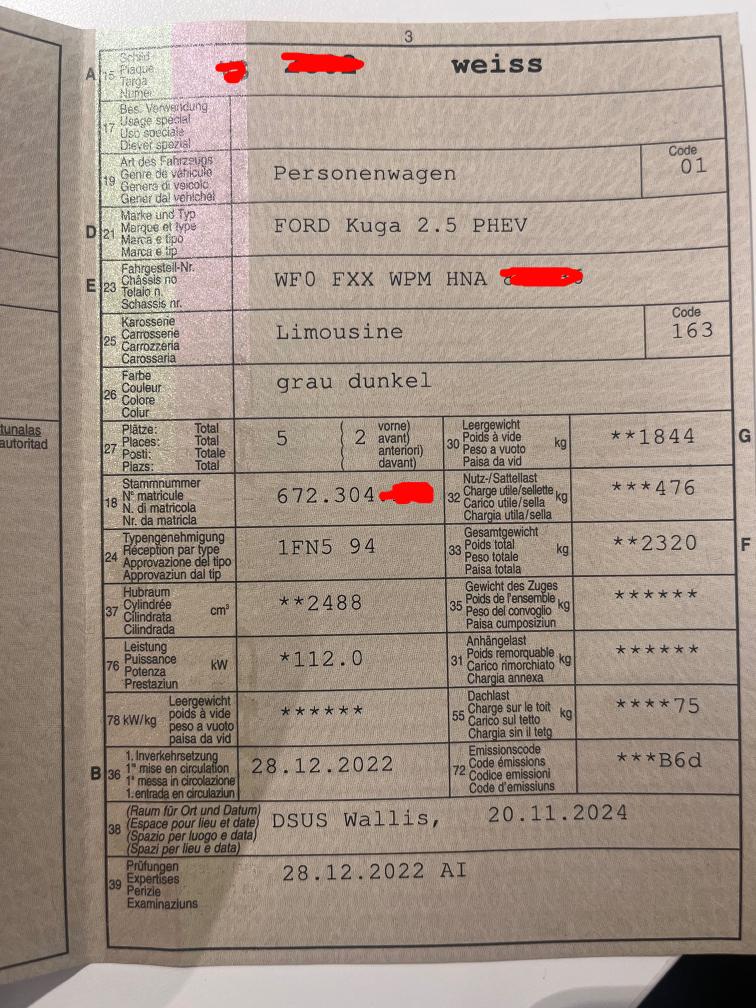 3
A 15 Schild weiss
Plaque
Targa
Numer
17 Bes. Verwendung
Usage spécial
Uso speciale
Diever spezial
19 Art des Fahrzeugs Personenwagen Code 01
Genre de véhicule
Genere di veicolo
Gener dal vehichel
D 21 Marke und Typ FORD Kuga 2.5 PHEV
Marque et type
Marca e tipo
Marca e tip
E 23 Fahrgestell-Nr. WF0 FXX WPM HNA
Châssis no
Telaio n.
Schassis nr.
25 Karosserie Limousine Code 163
Carrosserie
Carrozzeria
Carossaria
26 Farbe grau dunkel
Couleur
Colore
Colur
tunalas
autoritad
27 Plätze: Total 5 ( 2 vorne)
Places: Total avant)
Posti: Totale anteriori)
Plazs: Total davant)
30 Leergewicht kg **1844 G
Poids à vide
Peso a vuoto
Paisa da vid
18 Stammnummer 672.304
N° matricule
N. di matricola
Nr. da matricla
32 Nutz-/Sattellast kg ***476
Charge utile/sellette
Carico utile/sella
Chargia utila/sella
24 Typengenehmigung 1FN5 94
Réception par type
Approvazione del tipo
Approvaziun dal tip
33 Gesamtgewicht kg **2320 F
Poids total
Peso totale
Paisa totala
37 Hubraum cm³ **2488
Cylindrée
Cilindrata
Cilindrada
35 Gewicht des Zuges kg ******
Poids de l'ensemble
Peso del convoglio
Paisa cumposiziun
76 Leistung kW *112.0
Puissance
Potenza
Prestaziun
31 Anhängelast kg ******
Poids remorquable
Carico rimorchiato
Chargia annexa
78 kW/kg Leergewicht ******
poids à vide
peso a vuoto
paisa da vid
55 Dachlast kg ****75
Charge sur le toit
Carico sul tetto
Chargia sin il tetg
B 36 1. Inverkehrsetzung 28.12.2022
1re mise en circulation
1a messa in circolazione
1. entrada en circulaziun
72 Emissionscode ***B6d
Code émissions
Codice emissioni
Code d'emissiuns
38 (Raum für Ort und Datum) DSUS Wallis, 20.11.2024
(Espace pour lieu et date)
(Spazio per luogo e data)
(Spazi per lieu e data)
39 Prüfungen 28.12.2022 AI
Expertises
Perizie
Examinaziuns